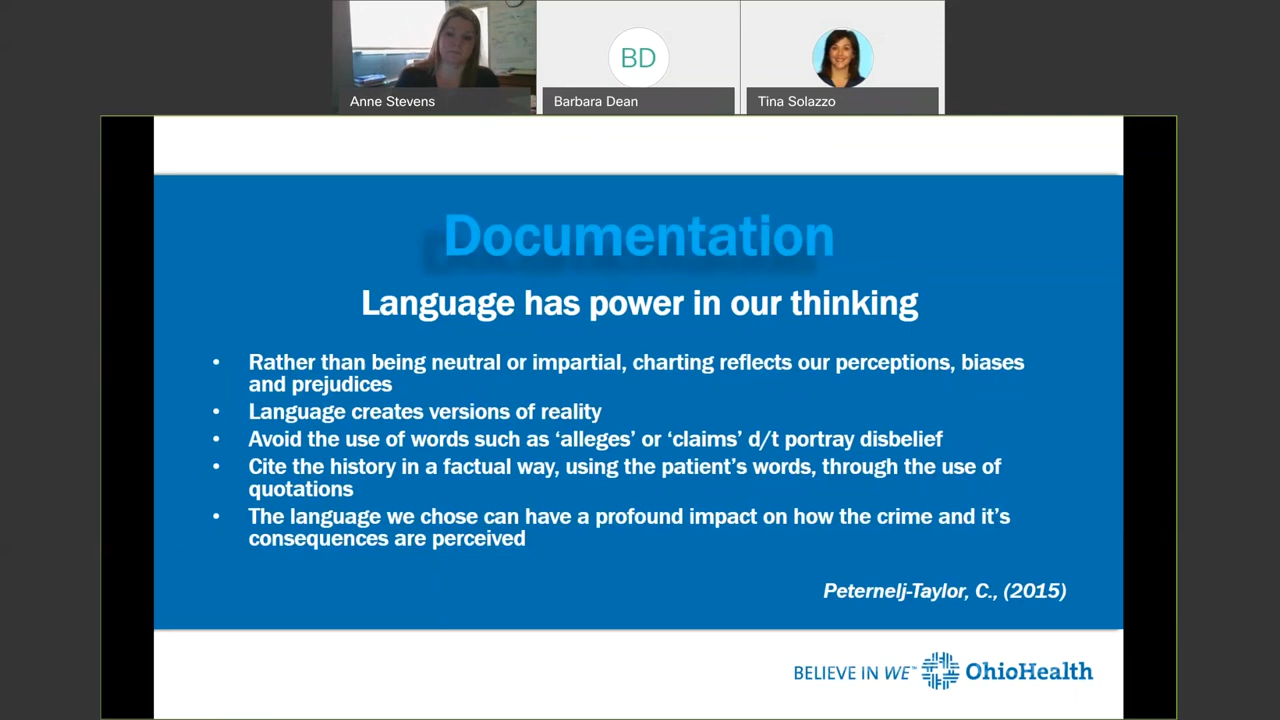 Anne Stevens
BD
Barbara Dean
Tina Solazzo
Documentation
Language has power in our thinking
• Rather than being neutral or impartial, charting reflects our perceptions, biases
and prejudices
• Language creates versions of reality
• Avoid the use of words such as ‘alleges’ or ‘claims’ d/t portray disbelief
• Cite the history in a factual way, using the patient’s words, through the use of
quotations
• The language we chose can have a profound impact on how the crime and it’s
consequences are perceived
Peternelj-Taylor, C., (2015)
BELIEVE IN WE™ OhioHealth